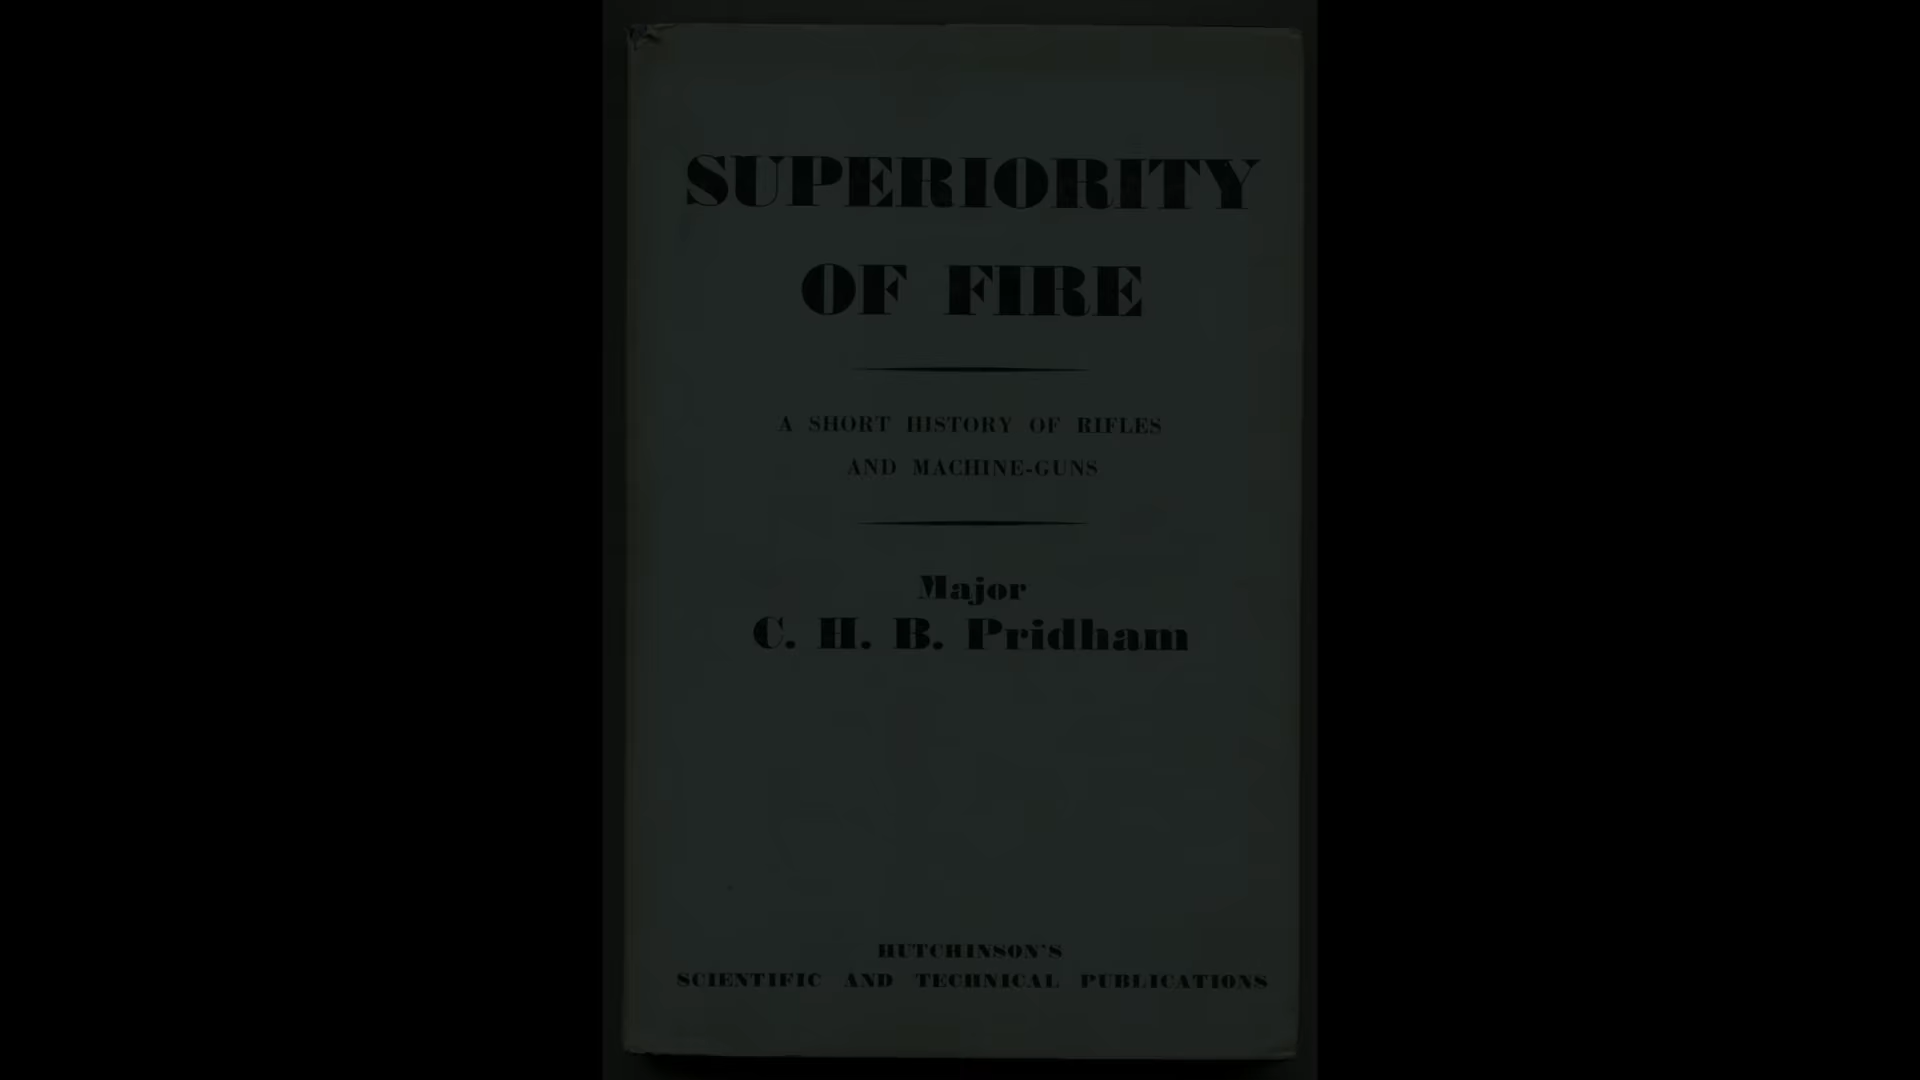 SUPERIORITY
OF FIRE
A SHORT HISTORY OF RIFLES
AND MACHINE-GUNS
Major
C. H. B. Pridham
HUTCHINSON'S
SCIENTIFIC AND TECHNICAL PUBLICATIONS